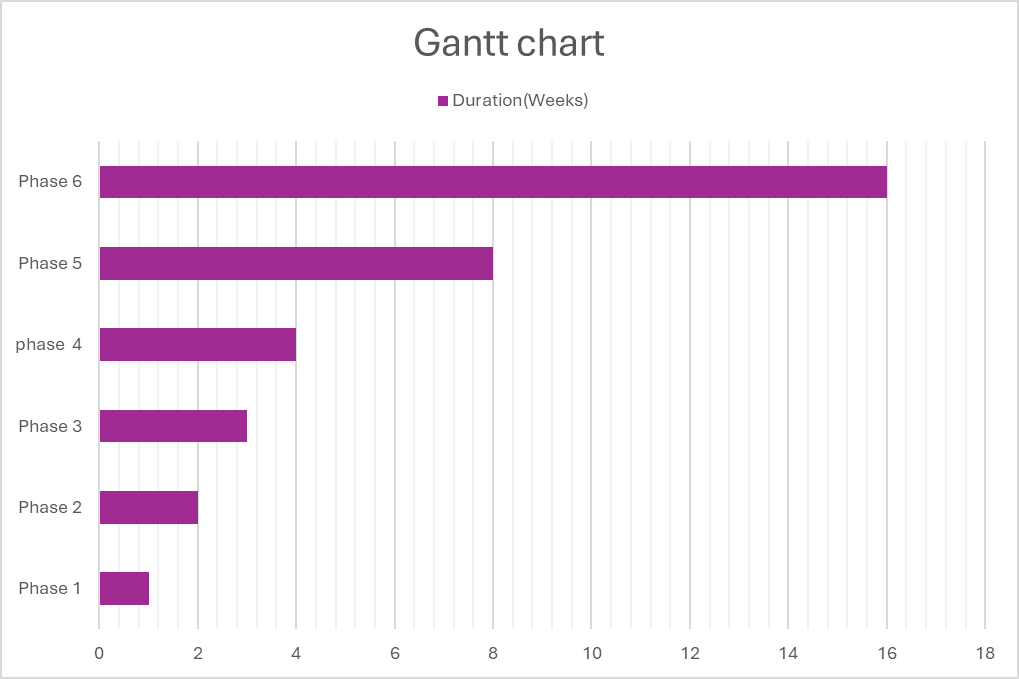 Gantt chart
Duration(Weeks)
Phase 6
Phase 5
phase  4
Phase 3
Phase 2
Phase 1
0 2 4 6 8 10 12 14 16 18